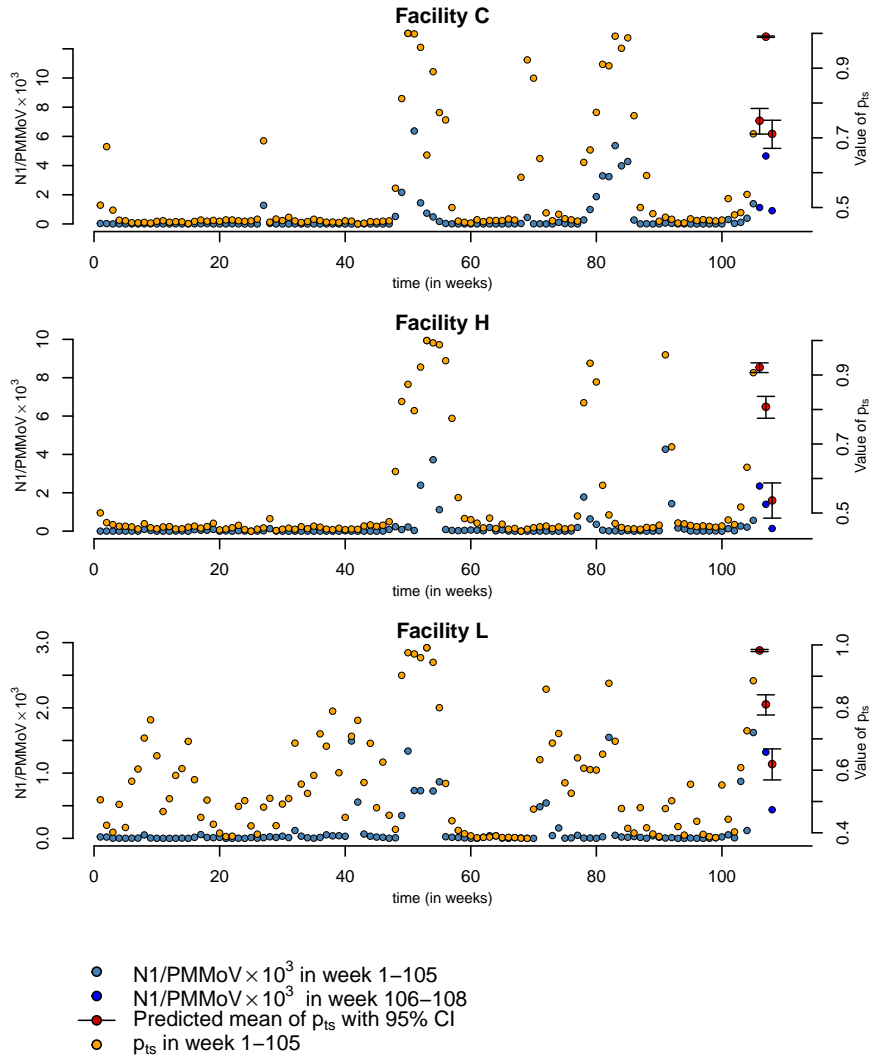 Facility C
N1/PMMoV×10³
0 2 4 6 8 10
0.5 0.7 0.9
Value of pₜₛ
0 20 40 60 80 100
time (in weeks)
Facility H
N1/PMMoV×10³
0 2 4 6 8 10
0.5 0.7 0.9
Value of pₜₛ
0 20 40 60 80 100
time (in weeks)
Facility L
N1/PMMoV×10³
0.0 1.0 2.0 3.0
0.4 0.6 0.8 1.0
Value of pₜₛ
0 20 40 60 80 100
time (in weeks)
N1/PMMoV×10³ in week 1−105
N1/PMMoV×10³ in week 106−108
Predicted mean of pₜₛ with 95% CI
pₜₛ in week 1−105